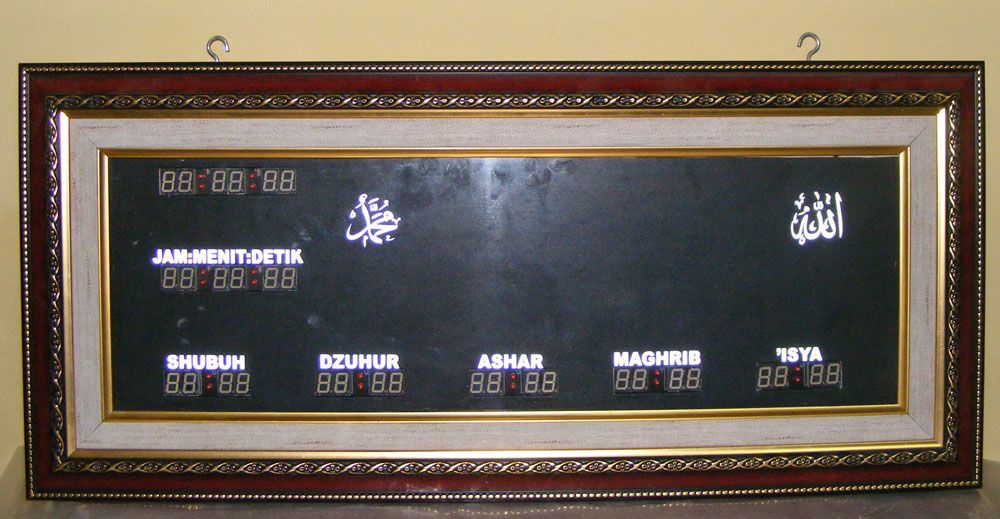 محمد
الله
JAM:MENIT:DETIK
SHUBUH DZUHUR ASHAR MAGHRIB 'ISYA